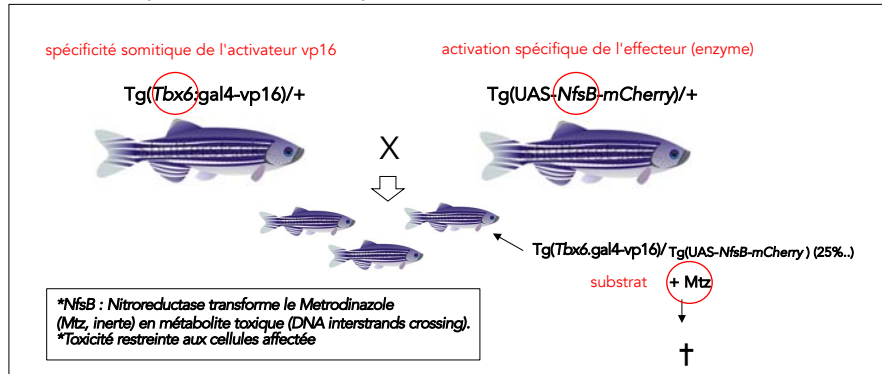 spécificité somitique de l'activateur vp16
activation spécifique de l'effecteur (enzyme)
Tg(Tbx6:gal4-vp16)/+
Tg(UAS-NfsB-mCherry)/+
X
Tg(Tbx6.gal4-vp16)/Tg(UAS-NfsB-mCherry) (25%..)
substrat + Mtz
*NfsB : Nitroreductase transforme le Metrodinazole
(Mtz, inerte) en métabolite toxique (DNA interstrands crossing).
*Toxicité restreinte aux cellules affectée
†